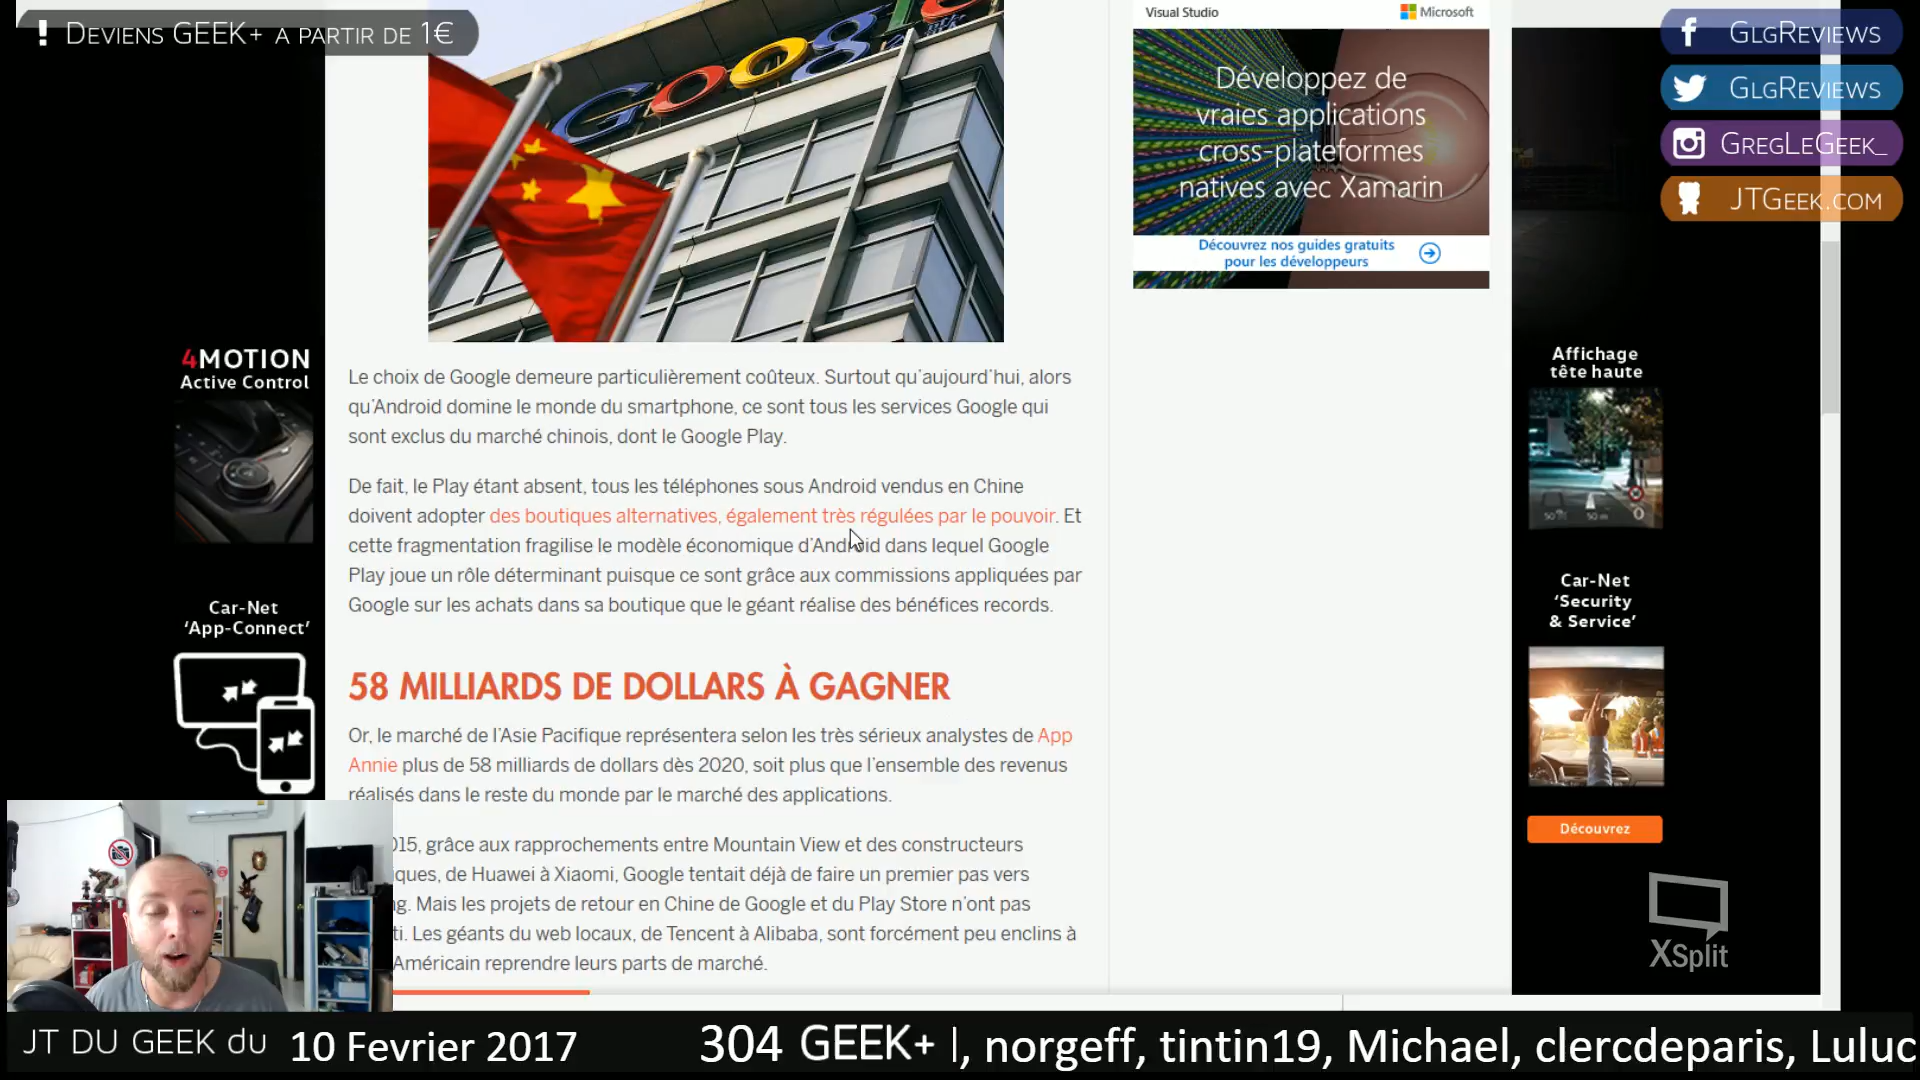 ! DEVIENS GEEK+ A PARTIR DE 1€
Google
Visual Studio
Microsoft
Développez de
vraies applications
cross-plateformes
natives avec Xamarin
Découvrez nos guides gratuits
pour les développeurs
GLGREVIEWS
GLGREVIEWS
GREGLEGEEK_
JTGEEK.COM
4MOTION
Active Control
Car-Net
‘App-Connect’
Le choix de Google demeure particulièrement coûteux. Surtout qu’aujourd’hui, alors
qu’Android domine le monde du smartphone, ce sont tous les services Google qui
sont exclus du marché chinois, dont le Google Play.
De fait, le Play étant absent, tous les téléphones sous Android vendus en Chine
doivent adopter des boutiques alternatives, également très régulées par le pouvoir. Et
cette fragmentation fragilise le modèle économique d’Android dans lequel Google
Play joue un rôle déterminant puisque ce sont grâce aux commissions appliquées par
Google sur les achats dans sa boutique que le géant réalise des bénéfices records.
58 MILLIARDS DE DOLLARS À GAGNER
Or, le marché de l’Asie Pacifique représentera selon les très sérieux analystes de App
Annie plus de 58 milliards de dollars dès 2020, soit plus que l’ensemble des revenus
réalisés dans le reste du monde par le marché des applications.
015, grâce aux rapprochements entre Mountain View et des constructeurs
iques, de Huawei à Xiaomi, Google tentait déjà de faire un premier pas vers
ng. Mais les projets de retour en Chine de Google et du Play Store n’ont pas
ti. Les géants du web locaux, de Tencent à Alibaba, sont forcément peu enclins à
Américain reprendre leurs parts de marché.
Affichage
tête haute
Car-Net
‘Security
& Service’
Découvrez
XSplit
JT DU GEEK du 10 Fevrier 2017
304 GEEK+ l, norgeff, tintin19, Michael, clercdeparis, Luluc